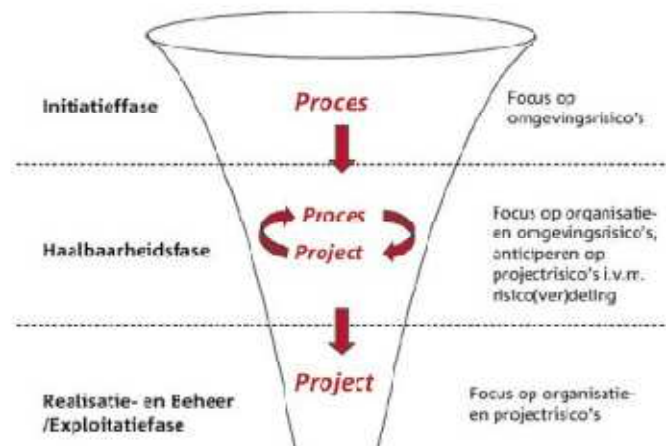 Initiatieffase
Proces
Focus op
omgevingsrisico's
Haalbaarheidsfase
Proces
Project
Focus op organisatie-
en omgevingsrisico's,
anticiperen op
projectrisico's i.v.m.
risico(ver)deling
Realisatie- en Beheer
/Exploitatiefase
Project
Focus op organisatie-
en projectrisico's